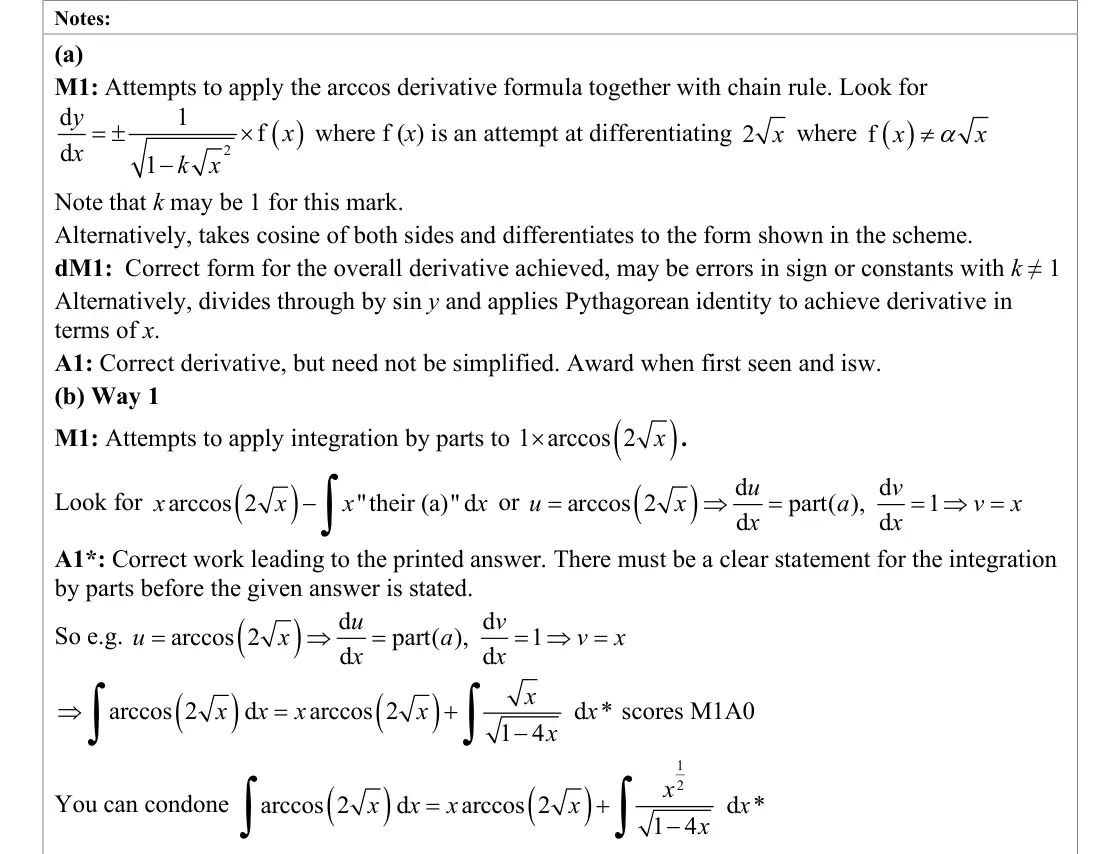 Notes:
(a)
M1: Attempts to apply the arccos derivative formula together with chain rule. Look for
dy/dx = ± 1/√(1−k√x²) × f(x) where f (x) is an attempt at differentiating 2√x where f(x) ≠ α√x
Note that k may be 1 for this mark.
Alternatively, takes cosine of both sides and differentiates to the form shown in the scheme.
dM1: Correct form for the overall derivative achieved, may be errors in sign or constants with k ≠ 1
Alternatively, divides through by sin y and applies Pythagorean identity to achieve derivative in
terms of x.
A1: Correct derivative, but need not be simplified. Award when first seen and isw.
(b) Way 1
M1: Attempts to apply integration by parts to 1×arccos(2√x).
Look for x arccos(2√x) − ∫ x"their (a)" dx or u = arccos(2√x) ⇒ du/dx = part(a), dv/dx = 1 ⇒ v = x
A1*: Correct work leading to the printed answer. There must be a clear statement for the integration
by parts before the given answer is stated.
So e.g. u = arccos(2√x) ⇒ du/dx = part(a), dv/dx = 1 ⇒ v = x
⇒ ∫ arccos(2√x) dx = x arccos(2√x) + ∫ √x/√(1−4x) dx* scores M1A0
You can condone ∫ arccos(2√x) dx = x arccos(2√x) + ∫ x^(1/2)/√(1−4x) dx*